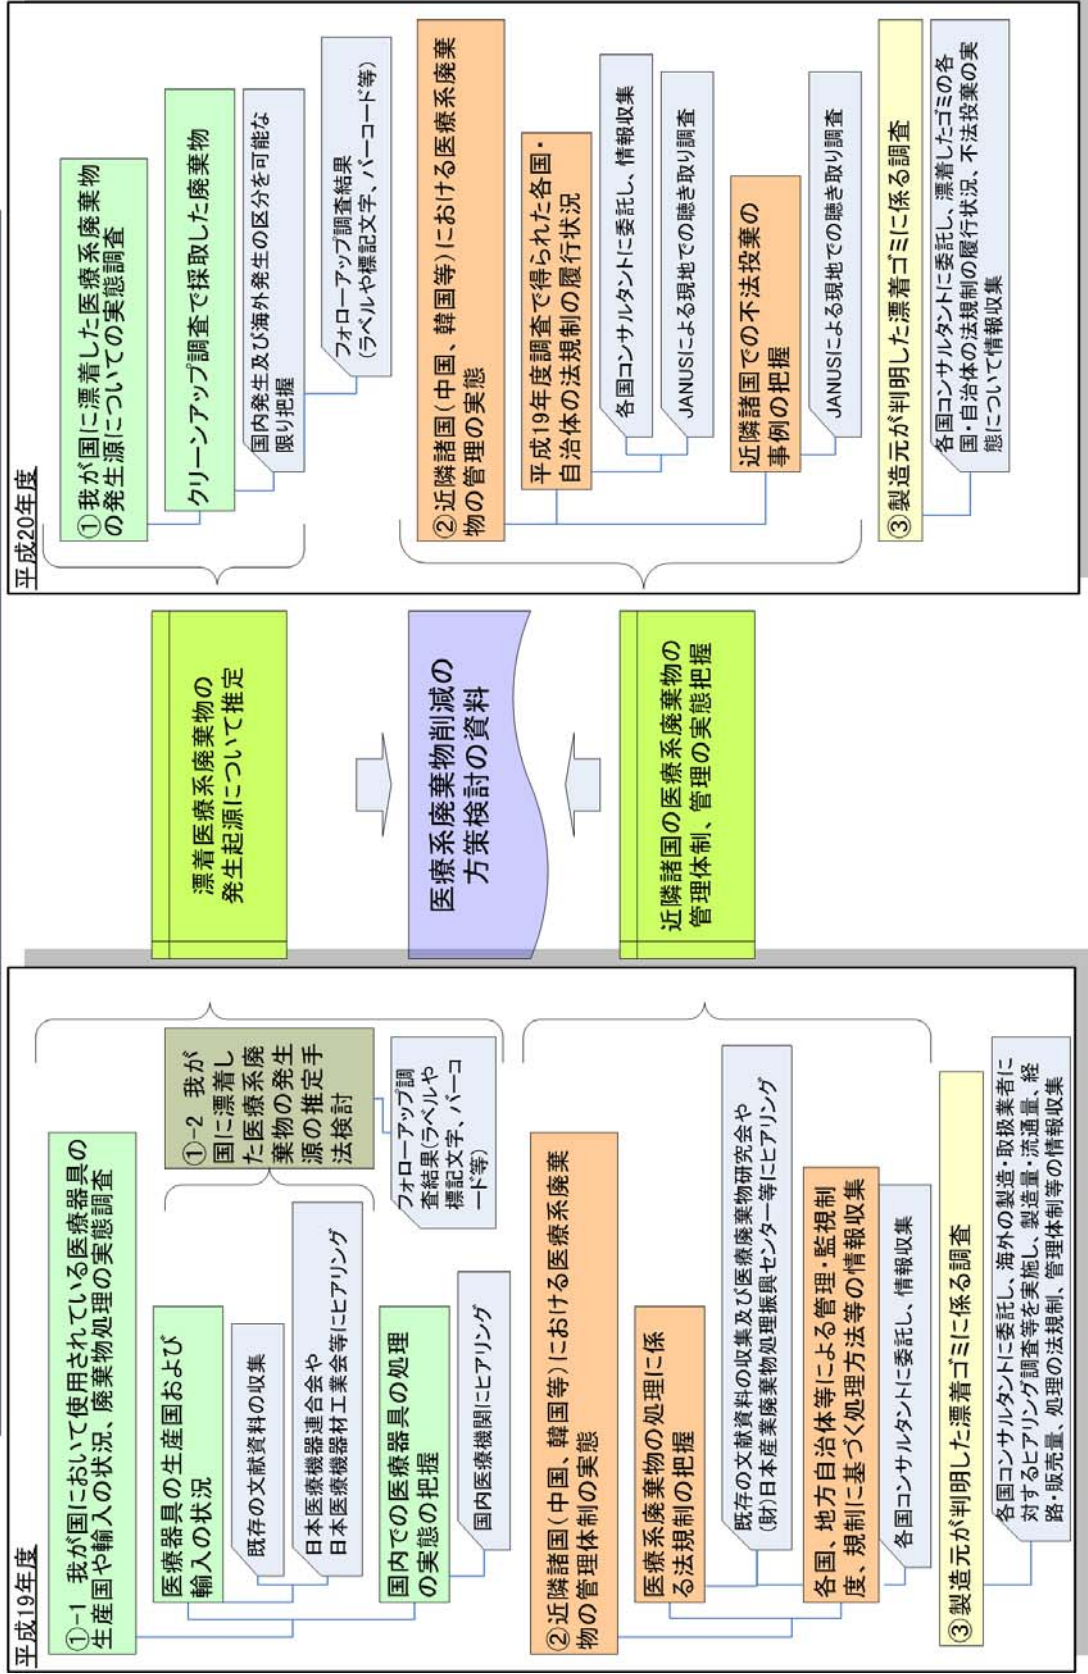 平成19年度
①-1 我が国において使用されている医療器具の
生産国や輸入の状況、廃棄物処理の実態調査
医療器具の生産国および
輸入の状況
既存の文献資料の収集
日本医療機器連合会や
日本医療機器材工業会等にヒアリング
国内での医療器具の処理
の実態の把握
国内医療機関にヒアリング
①-2 我が
国に漂着し
た医療系廃
棄物の発生
源の推定手
法検討
フォローアップ調
査結果(ラベルや
標記文字、バーコ
ード等)
②近隣諸国(中国、韓国等)における医療系廃棄
物の管理体制の実態
医療系廃棄物の処理に係
る法規制の把握
既存の文献資料の収集及び医療廃棄物研究会や
(財)日本産業廃棄物処理振興センター等にヒアリング
各国、地方自治体等による管理・監視制
度、規制に基づく処理方法等の情報収集
各国コンサルタントに委託し、情報収集
③製造元が判明した漂着ゴミに係る調査
各国コンサルタントに委託し、海外の製造・取扱業者に
対するヒアリング調査等を実施し、製造量・流通量、経
路・販売量、処理の法規制、管理体制等の情報収集
漂着医療系廃棄物の
発生起源について推定
医療系廃棄物削減の
方策検討の資料
近隣諸国の医療系廃棄物の
管理体制、管理の実態把握
平成20年度
①我が国に漂着した医療系廃棄物
の発生源についての実態調査
クリーンアップ調査で採取した廃棄物
国内発生及び海外発生の区分を可能な
限り把握
フォローアップ調査結果
(ラベルや標記文字、バーコード等)
②近隣諸国(中国、韓国等)における医療系廃棄
物の管理の実態
平成19年度調査で得られた各国・
自治体の法規制の履行状況
各国コンサルタントに委託し、情報収集
JANUSによる現地での聴き取り調査
近隣諸国での不法投棄の
事例の把握
JANUSによる現地での聴き取り調査
③製造元が判明した漂着ゴミに係る調査
各国コンサルタントに委託し、漂着したゴミの各
国・自治体の法規制の履行状況、不法投棄の実
態について情報収集